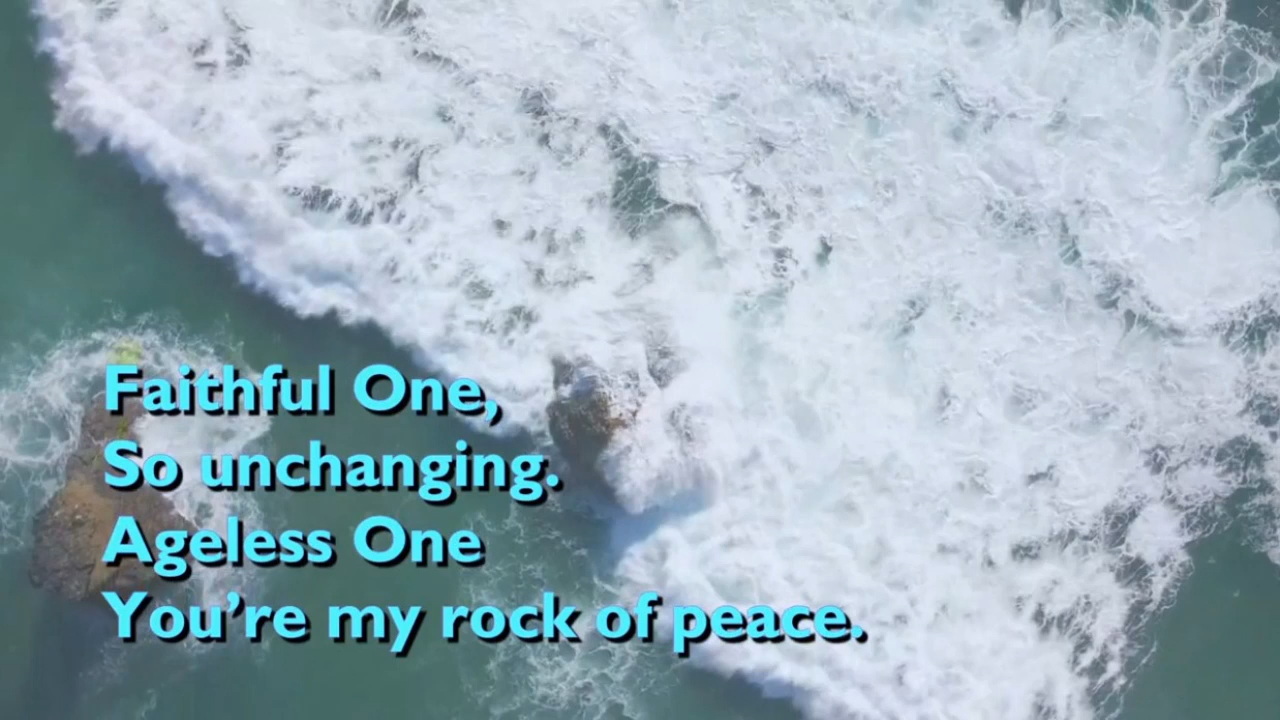 Faithful One,
So unchanging.
Ageless One
You’re my rock of peace.